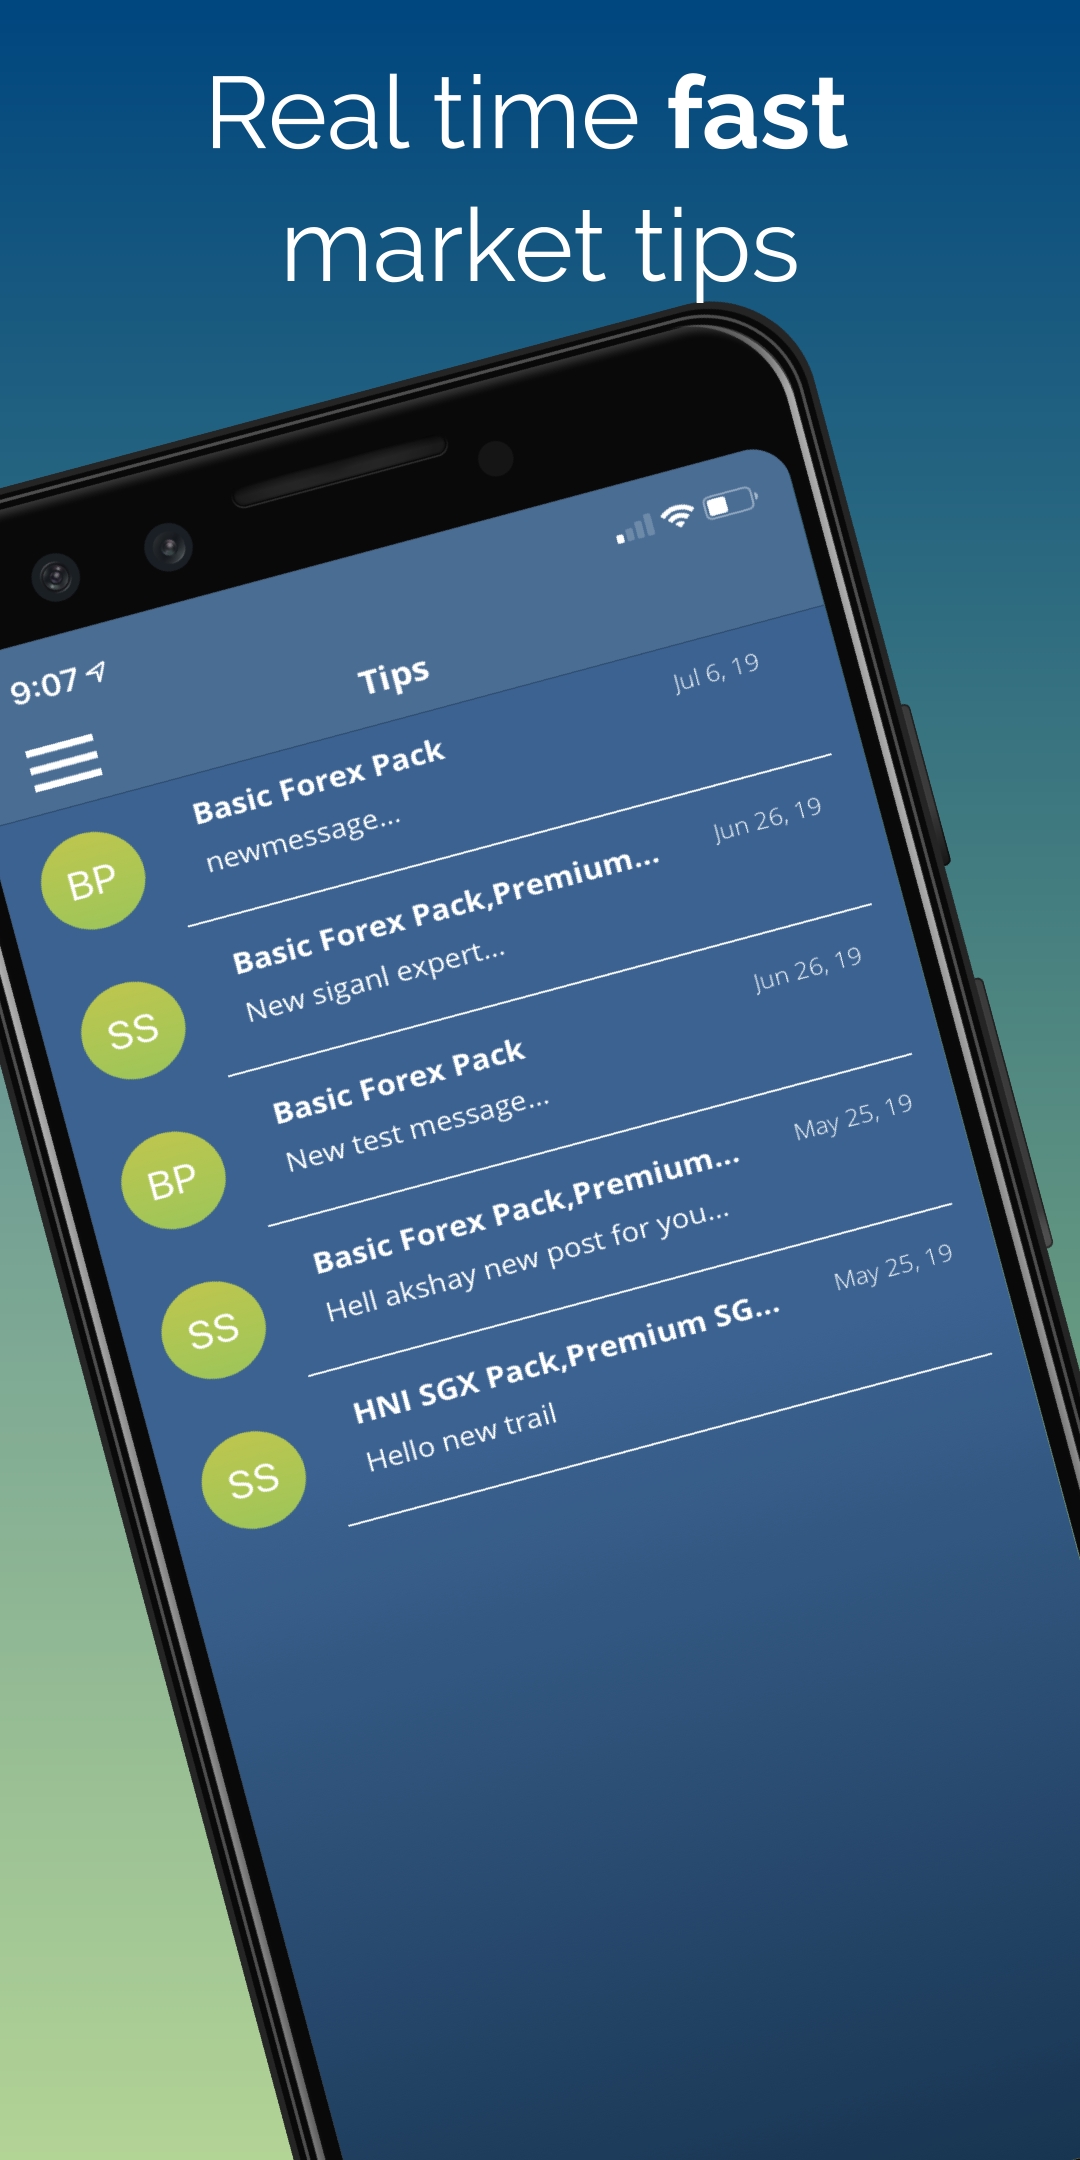 Real time fast
market tips
9:07
Tips
Jul 6, 19
BP
Basic Forex Pack
newmessage...
Jun 26, 19
SS
Basic Forex Pack,Premium...
New siganl expert...
Jun 26, 19
BP
Basic Forex Pack
New test message...
May 25, 19
SS
Basic Forex Pack,Premium...
Hell akshay new post for you...
May 25, 19
SS
HNI SGX Pack,Premium SG...
Hello new trail